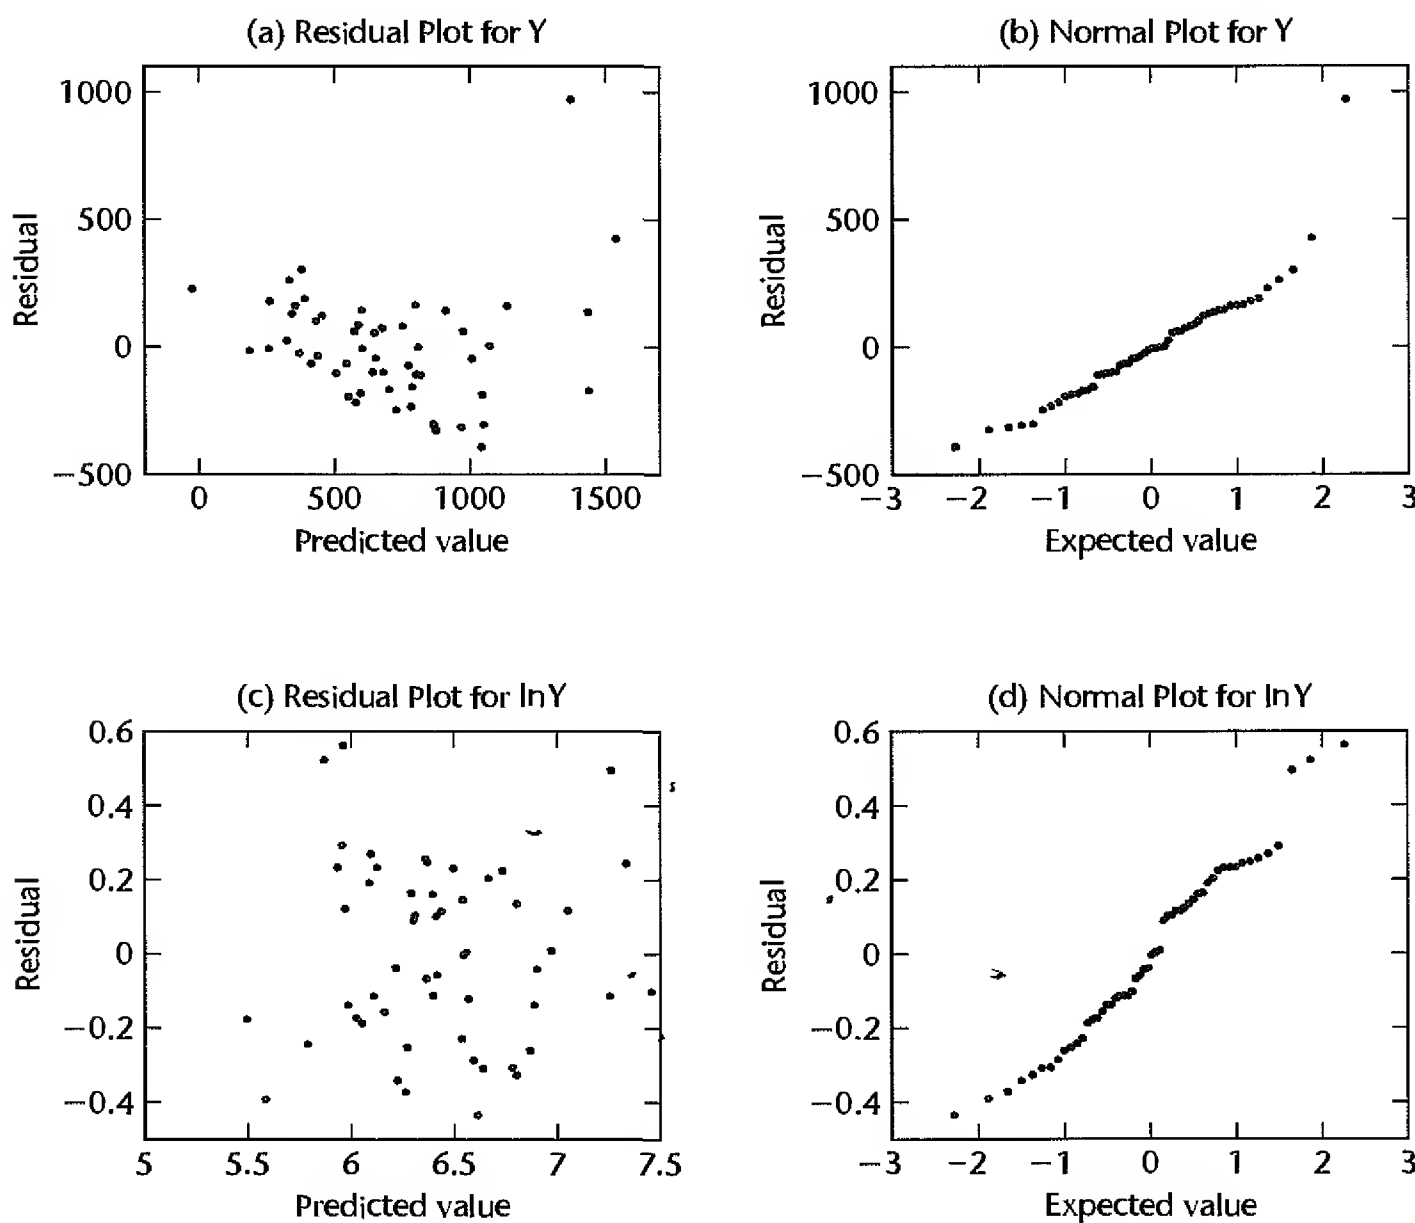 (a) Residual Plot for Y
1000
500
0
−500
Residual
0 500 1000 1500
Predicted value
(b) Normal Plot for Y
1000
500
0
−500
Residual
−3 −2 −1 0 1 2 3
Expected value
(c) Residual Plot for lnY
0.6
0.4
0.2
0
−0.2
−0.4
Residual
5 5.5 6 6.5 7 7.5
Predicted value
(d) Normal Plot for lnY
0.6
0.4
0.2
0
−0.2
−0.4
Residual
−3 −2 −1 0 1 2 3
Expected value